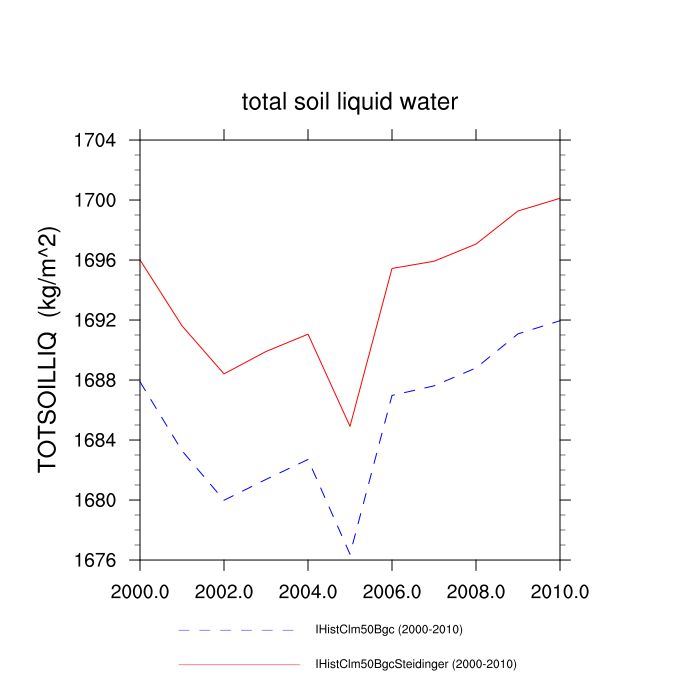 total soil liquid water
TOTSOILLIQ (kg/m^2)
1704
1700
1696
1692
1688
1684
1680
1676
2000.0 2002.0 2004.0 2006.0 2008.0 2010.0
IHistClm50Bgc (2000-2010)
IHistClm50BgcSteidinger (2000-2010)